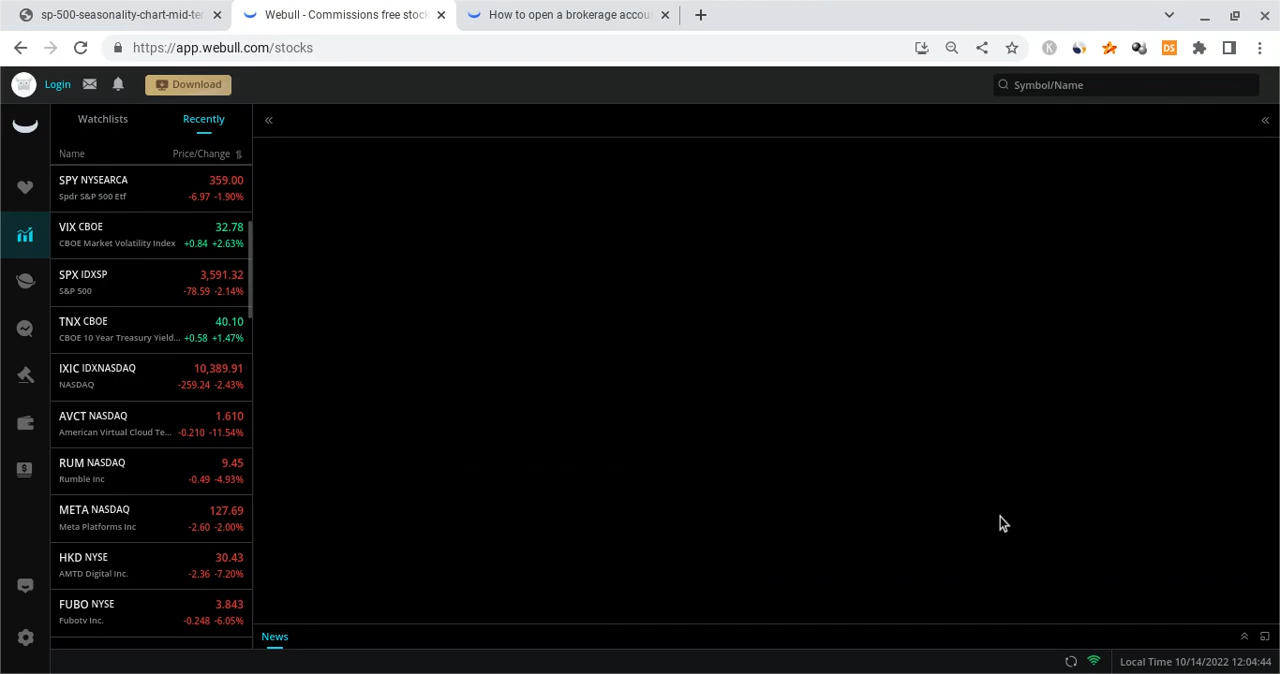 sp-500-seasonality-chart-mid-ter
Webull - Commissions free stock
How to open a brokerage accou
https://app.webull.com/stocks
K
DS
Login
Download
Symbol/Name
Watchlists
Recently
Name
Price/Change
SPY NYSEARCA 359.00
Spdr S&P 500 Etf -6.97 -1.90%
VIX CBOE 32.78
CBOE Market Volatility Index +0.84 +2.63%
SPX IDXSP 3,591.32
S&P 500 -78.59 -2.14%
TNX CBOE 40.10
CBOE 10 Year Treasury Yield... +0.58 +1.47%
IXIC IDXNASDAQ 10,389.91
NASDAQ -259.24 -2.43%
AVCT NASDAQ 1.610
American Virtual Cloud Te... -0.210 -11.54%
RUM NASDAQ 9.45
Rumble Inc -0.49 -4.93%
META NASDAQ 127.69
Meta Platforms Inc -2.60 -2.00%
HKD NYSE 30.43
AMTD Digital Inc. -2.36 -7.20%
FUBO NYSE 3.843
Fubotv Inc. -0.248 -6.05%
News
Local Time 10/14/2022 12:04:44